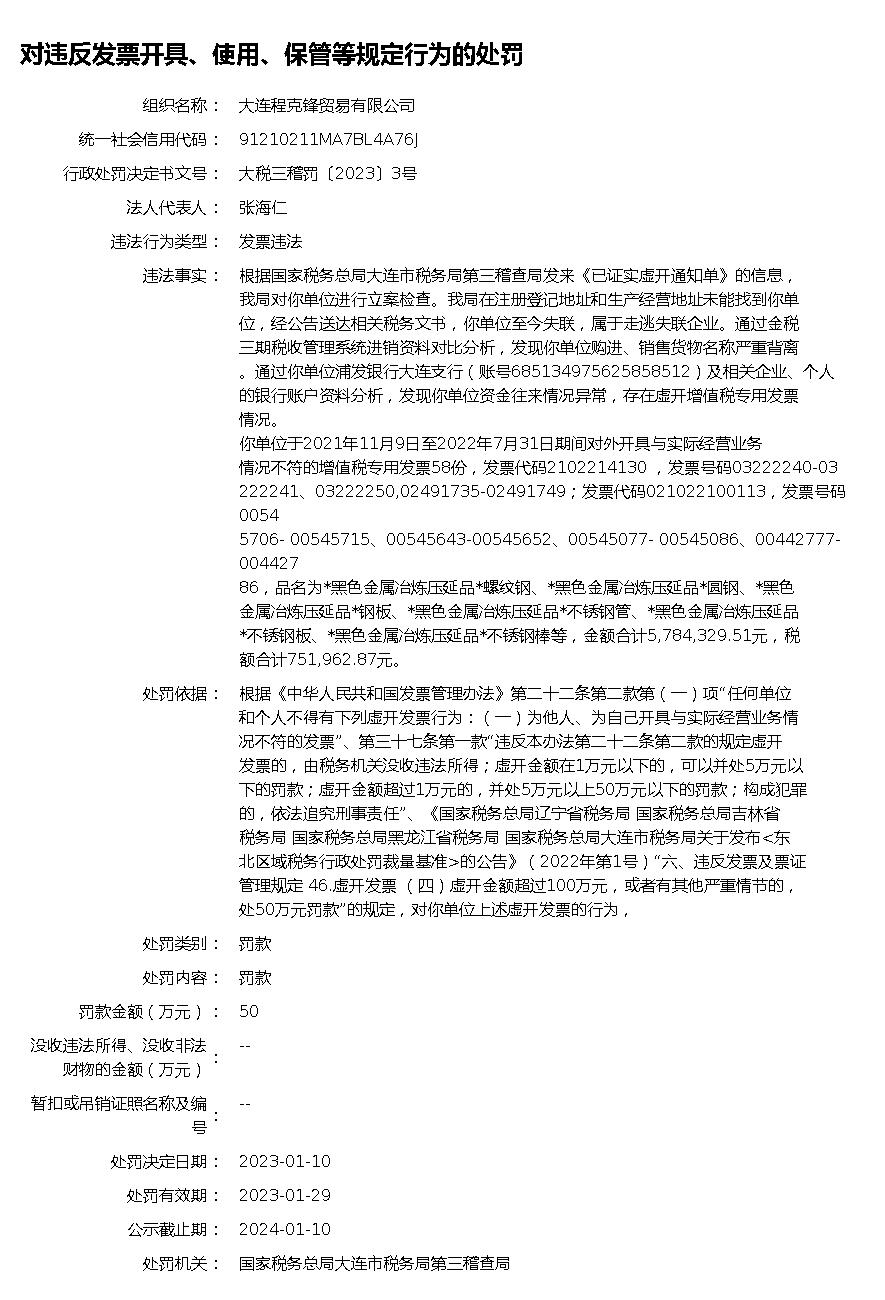 对违反发票开具、使用、保管等规定行为的处罚
组织名称： 大连程克锋贸易有限公司
统一社会信用代码： 91210211MA7BL4A76J
行政处罚决定书文号： 大税三稽罚〔2023〕3号
法人代表人： 张海仁
违法行为类型： 发票违法
违法事实： 根据国家税务总局大连市税务局第三稽查局发来《已证实虚开通知单》的信息，
我局对你单位进行立案检查。我局在注册登记地址和生产经营地址未能找到你单
位，经公告送达相关税务文书，你单位至今失联，属于走逃失联企业。通过金税
三期税收管理系统进销资料对比分析，发现你单位购进、销售货物名称严重背离
。通过你单位浦发银行大连支行（账号685134975625858512）及相关企业、个人
的银行账户资料分析，发现你单位资金往来情况异常，存在虚开增值税专用发票
情况。
你单位于2021年11月9日至2022年7月31日期间对外开具与实际经营业务
情况不符的增值税专用发票58份，发票代码2102214130 ，发票号码03222240-03
222241、03222250,02491735-02491749；发票代码021022100113，发票号码
0054
5706- 00545715、00545643-00545652、00545077- 00545086、00442777-
004427
86，品名为*黑色金属冶炼压延品*螺纹钢、*黑色金属冶炼压延品*圆钢、*黑色
金属冶炼压延品*钢板、*黑色金属冶炼压延品*不锈钢管、*黑色金属冶炼压延品
*不锈钢板、*黑色金属冶炼压延品*不锈钢棒等，金额合计5,784,329.51元，税
额合计751,962.87元。
处罚依据： 根据《中华人民共和国发票管理办法》第二十二条第二款第（一）项“任何单位
和个人不得有下列虚开发票行为：（一）为他人、为自己开具与实际经营业务情
况不符的发票”、第三十七条第一款“违反本办法第二十二条第二款的规定虚开
发票的，由税务机关没收违法所得；虚开金额在1万元以下的，可以并处5万元以
下的罚款；虚开金额超过1万元的，并处5万元以上50万元以下的罚款；构成犯罪
的，依法追究刑事责任”、《国家税务总局辽宁省税务局 国家税务总局吉林省
税务局 国家税务总局黑龙江省税务局 国家税务总局大连市税务局关于发布<东
北区域税务行政处罚裁量基准>的公告》（2022年第1号）“六、违反发票及票证
管理规定 46.虚开发票 （四）虚开金额超过100万元，或者有其他严重情节的，
处50万元罚款”的规定，对你单位上述虚开发票的行为，
处罚类别： 罚款
处罚内容： 罚款
罚款金额（万元）： 50
没收违法所得、没收非法
财物的金额（万元）： --
暂扣或吊销证照名称及编
号： --
处罚决定日期： 2023-01-10
处罚有效期： 2023-01-29
公示截止期： 2024-01-10
处罚机关： 国家税务总局大连市税务局第三稽查局